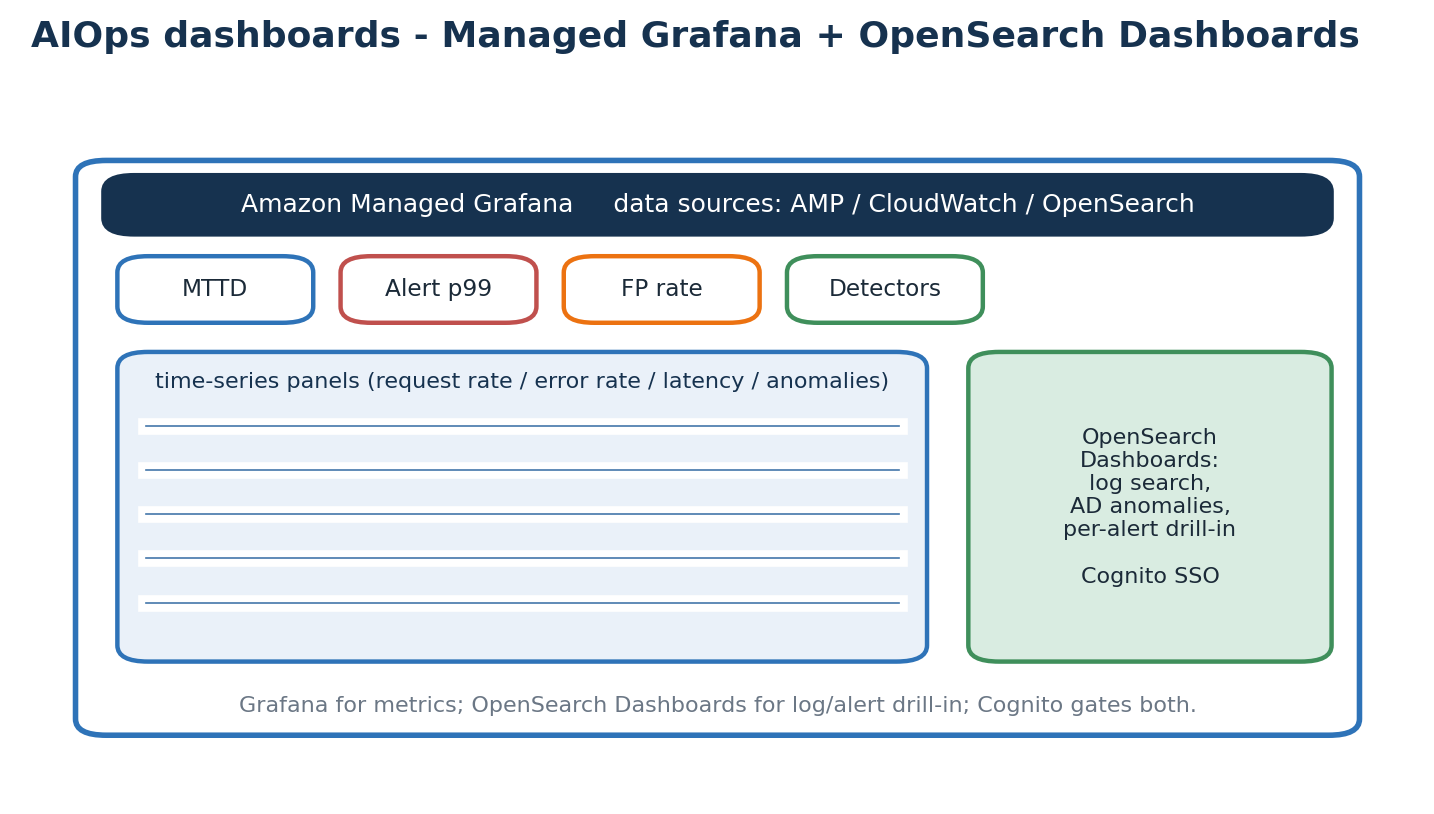 AIOps dashboards - Managed Grafana + OpenSearch Dashboards
Amazon Managed Grafana data sources: AMP / CloudWatch / OpenSearch
MTTD
Alert p99
FP rate
Detectors
time-series panels (request rate / error rate / latency / anomalies)
OpenSearch
Dashboards:
log search,
AD anomalies,
per-alert drill-in
Cognito SSO
Grafana for metrics; OpenSearch Dashboards for log/alert drill-in; Cognito gates both.